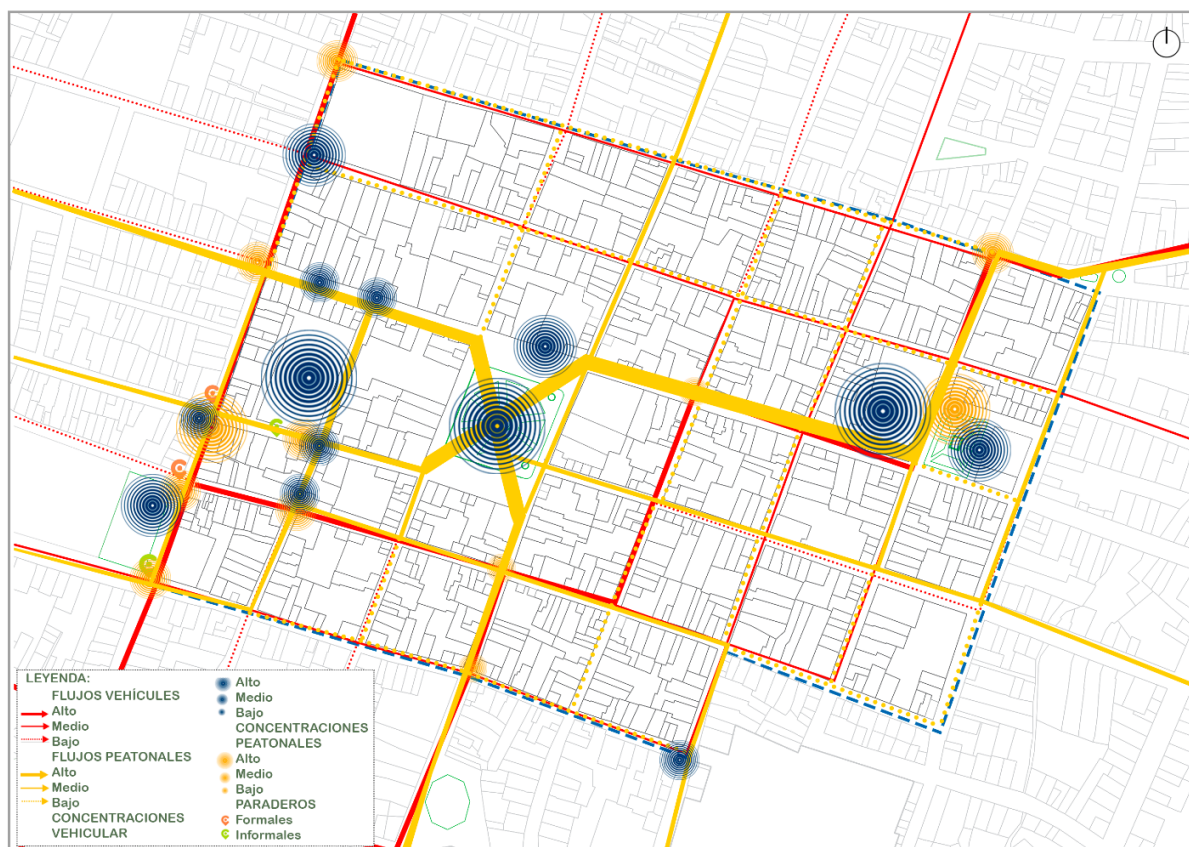 LEYENDA:
FLUJOS VEHÍCULES
Alto
Medio
Bajo
FLUJOS PEATONALES
Alto
Medio
Bajo
CONCENTRACIONES
VEHICULAR
Alto
Medio
Bajo
CONCENTRACIONES
PEATONALES
Alto
Medio
Bajo
PARADEROS
Formales
Informales